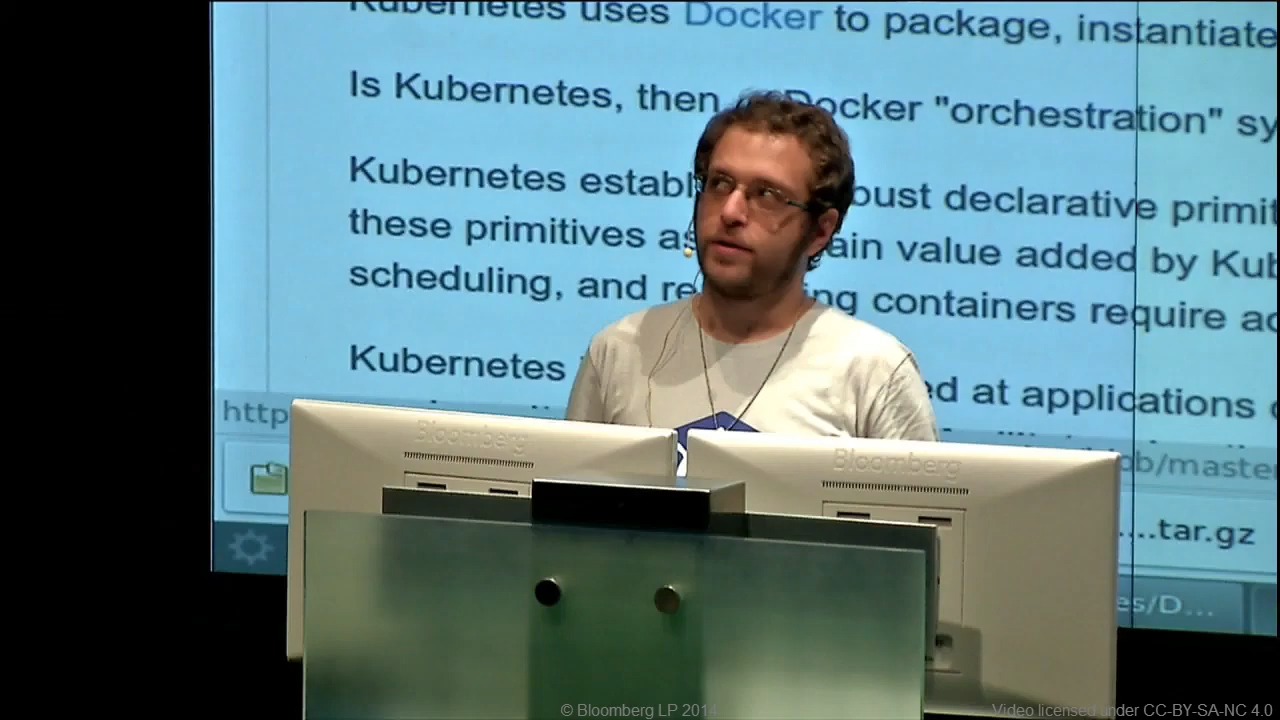 Kubernetes uses Docker to package, instantiate
Is Kubernetes, then Docker "orchestration" sy
Kubernetes establ bust declarative primit
these primitives as ain value added by Kub
scheduling, and re ng containers require ad
Kubernetes ed at applications
http
ob/master
....tar.gz
es/D...
Bloomberg
Bloomberg
© Bloomberg LP 2014
Video licensed under CC-BY-SA-NC 4.0